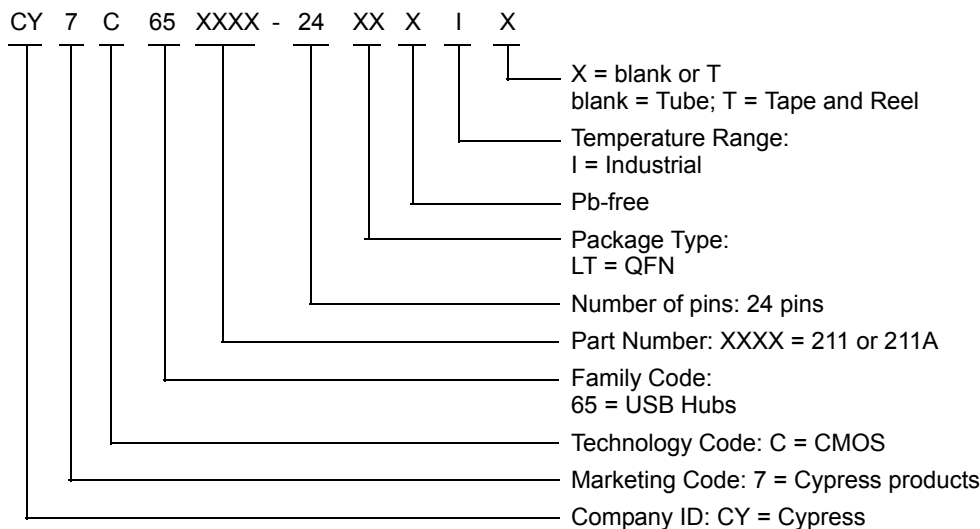 CY 7 C 65 XXXX - 24 XX X I X
X = blank or T
blank = Tube; T = Tape and Reel
Temperature Range:
I = Industrial
Pb-free
Package Type:
LT = QFN
Number of pins: 24 pins
Part Number: XXXX = 211 or 211A
Family Code:
65 = USB Hubs
Technology Code: C = CMOS
Marketing Code: 7 = Cypress products
Company ID: CY = Cypress